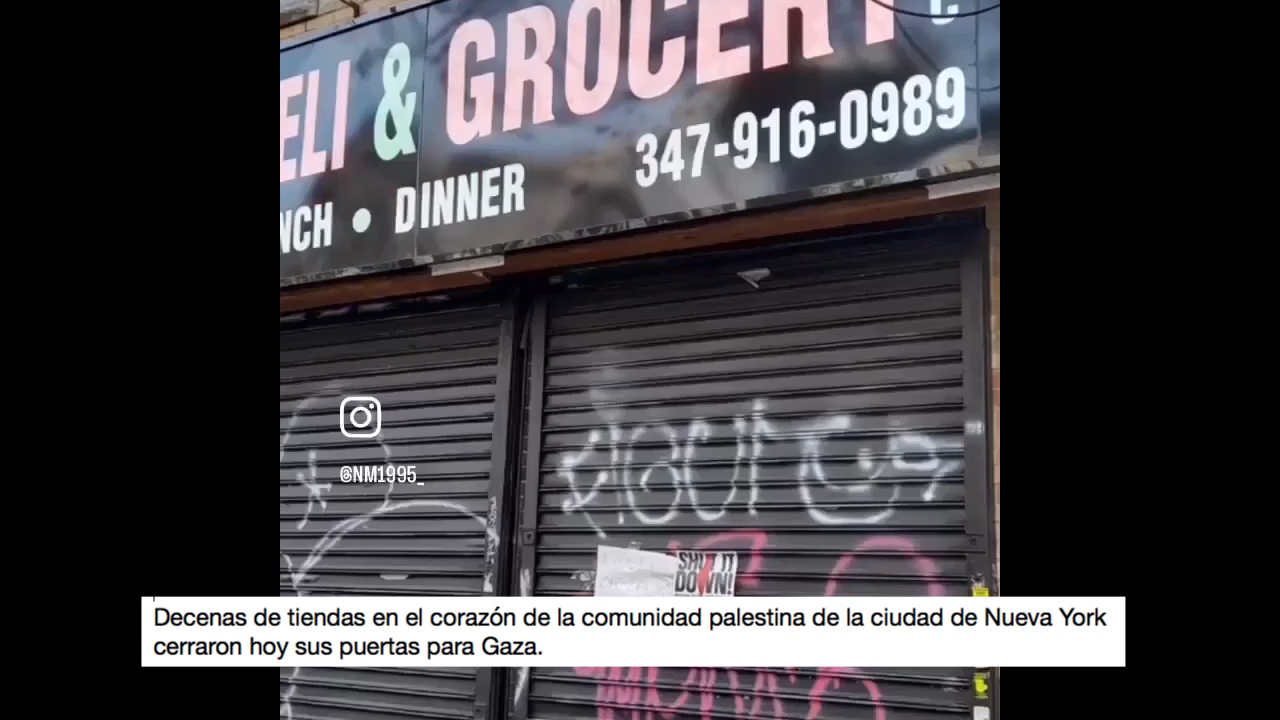 ELI & GROCERY
NCH • DINNER
347-916-0989
@NM1995_
SHUT IT
DOWN!
Decenas de tiendas en el corazón de la comunidad palestina de la ciudad de Nueva York
cerraron hoy sus puertas para Gaza.